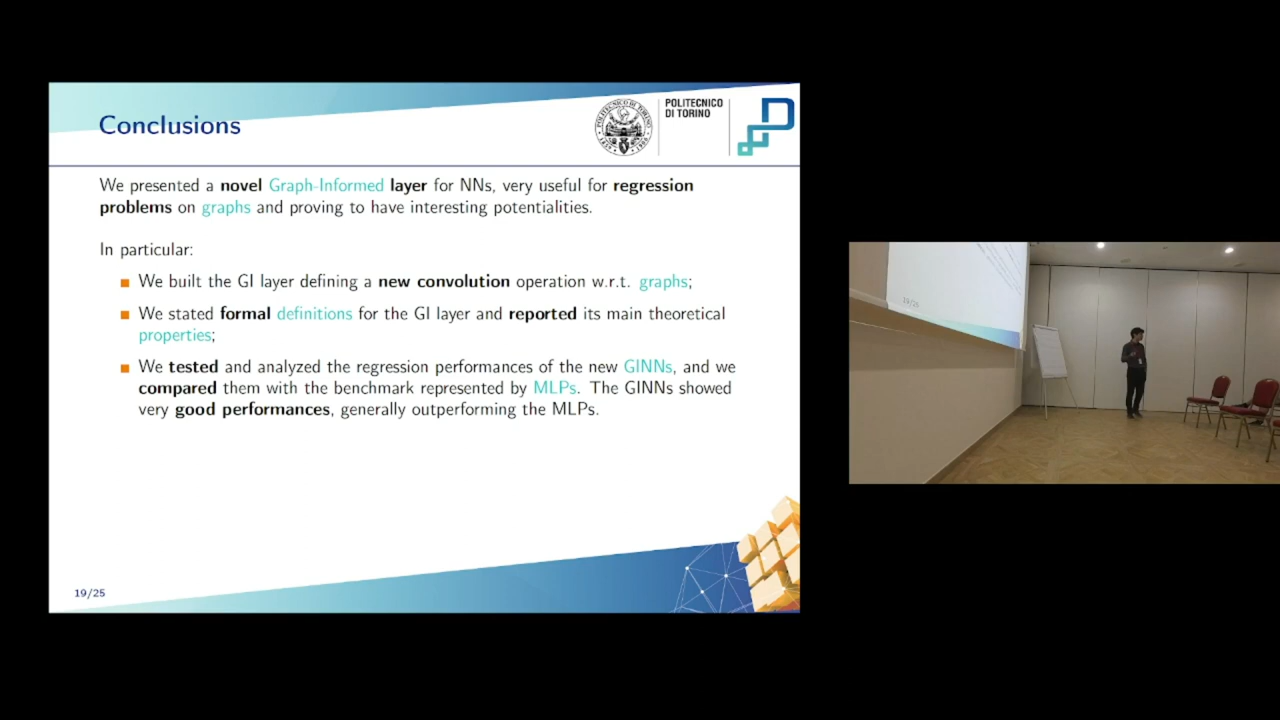 Conclusions
POLITECNICO
DI TORINO
We presented a novel Graph-Informed layer for NNs, very useful for regression
problems on graphs and proving to have interesting potentialities.
In particular:
We built the GI layer defining a new convolution operation w.r.t. graphs;
We stated formal definitions for the GI layer and reported its main theoretical
properties;
We tested and analyzed the regression performances of the new GINNs, and we
compared them with the benchmark represented by MLPs. The GINNs showed
very good performances, generally outperforming the MLPs.
19/25
19/25